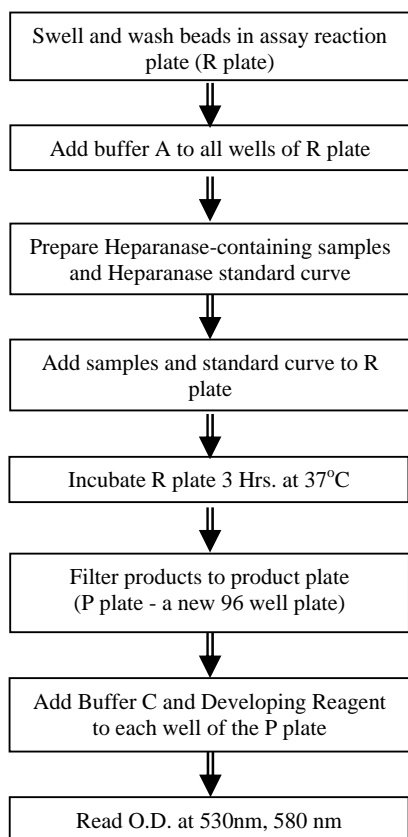 Swell and wash beads in assay reaction
plate (R plate)
Add buffer A to all wells of R plate
Prepare Heparanase-containing samples
and Heparanase standard curve
Add samples and standard curve to R
plate
Incubate R plate 3 Hrs. at 37°C
Filter products to product plate
(P plate - a new 96 well plate)
Add Buffer C and Developing Reagent
to each well of the P plate
Read O.D. at 530nm, 580 nm